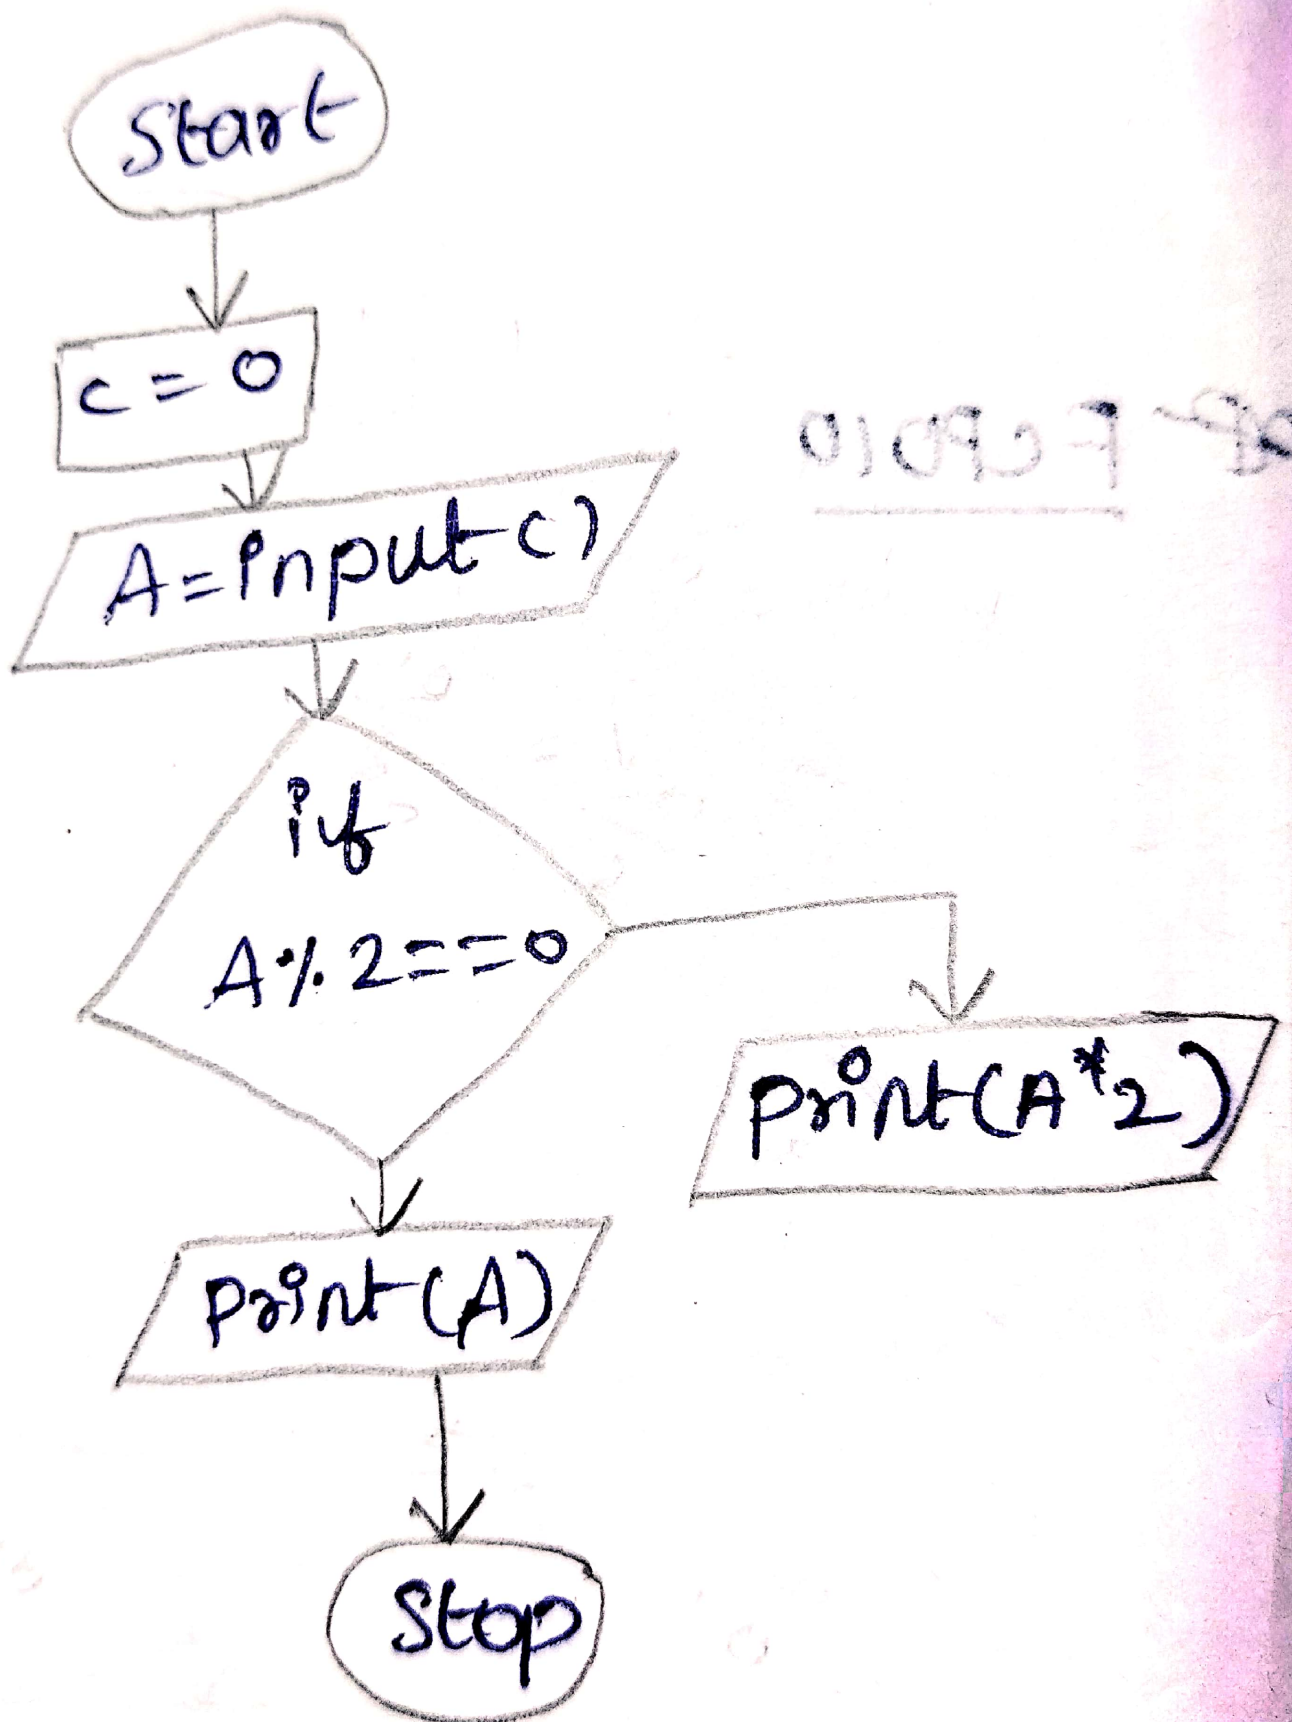 Start
c = 0
A=input()
if
A%2==0
print(A*2)
print(A)
Stop